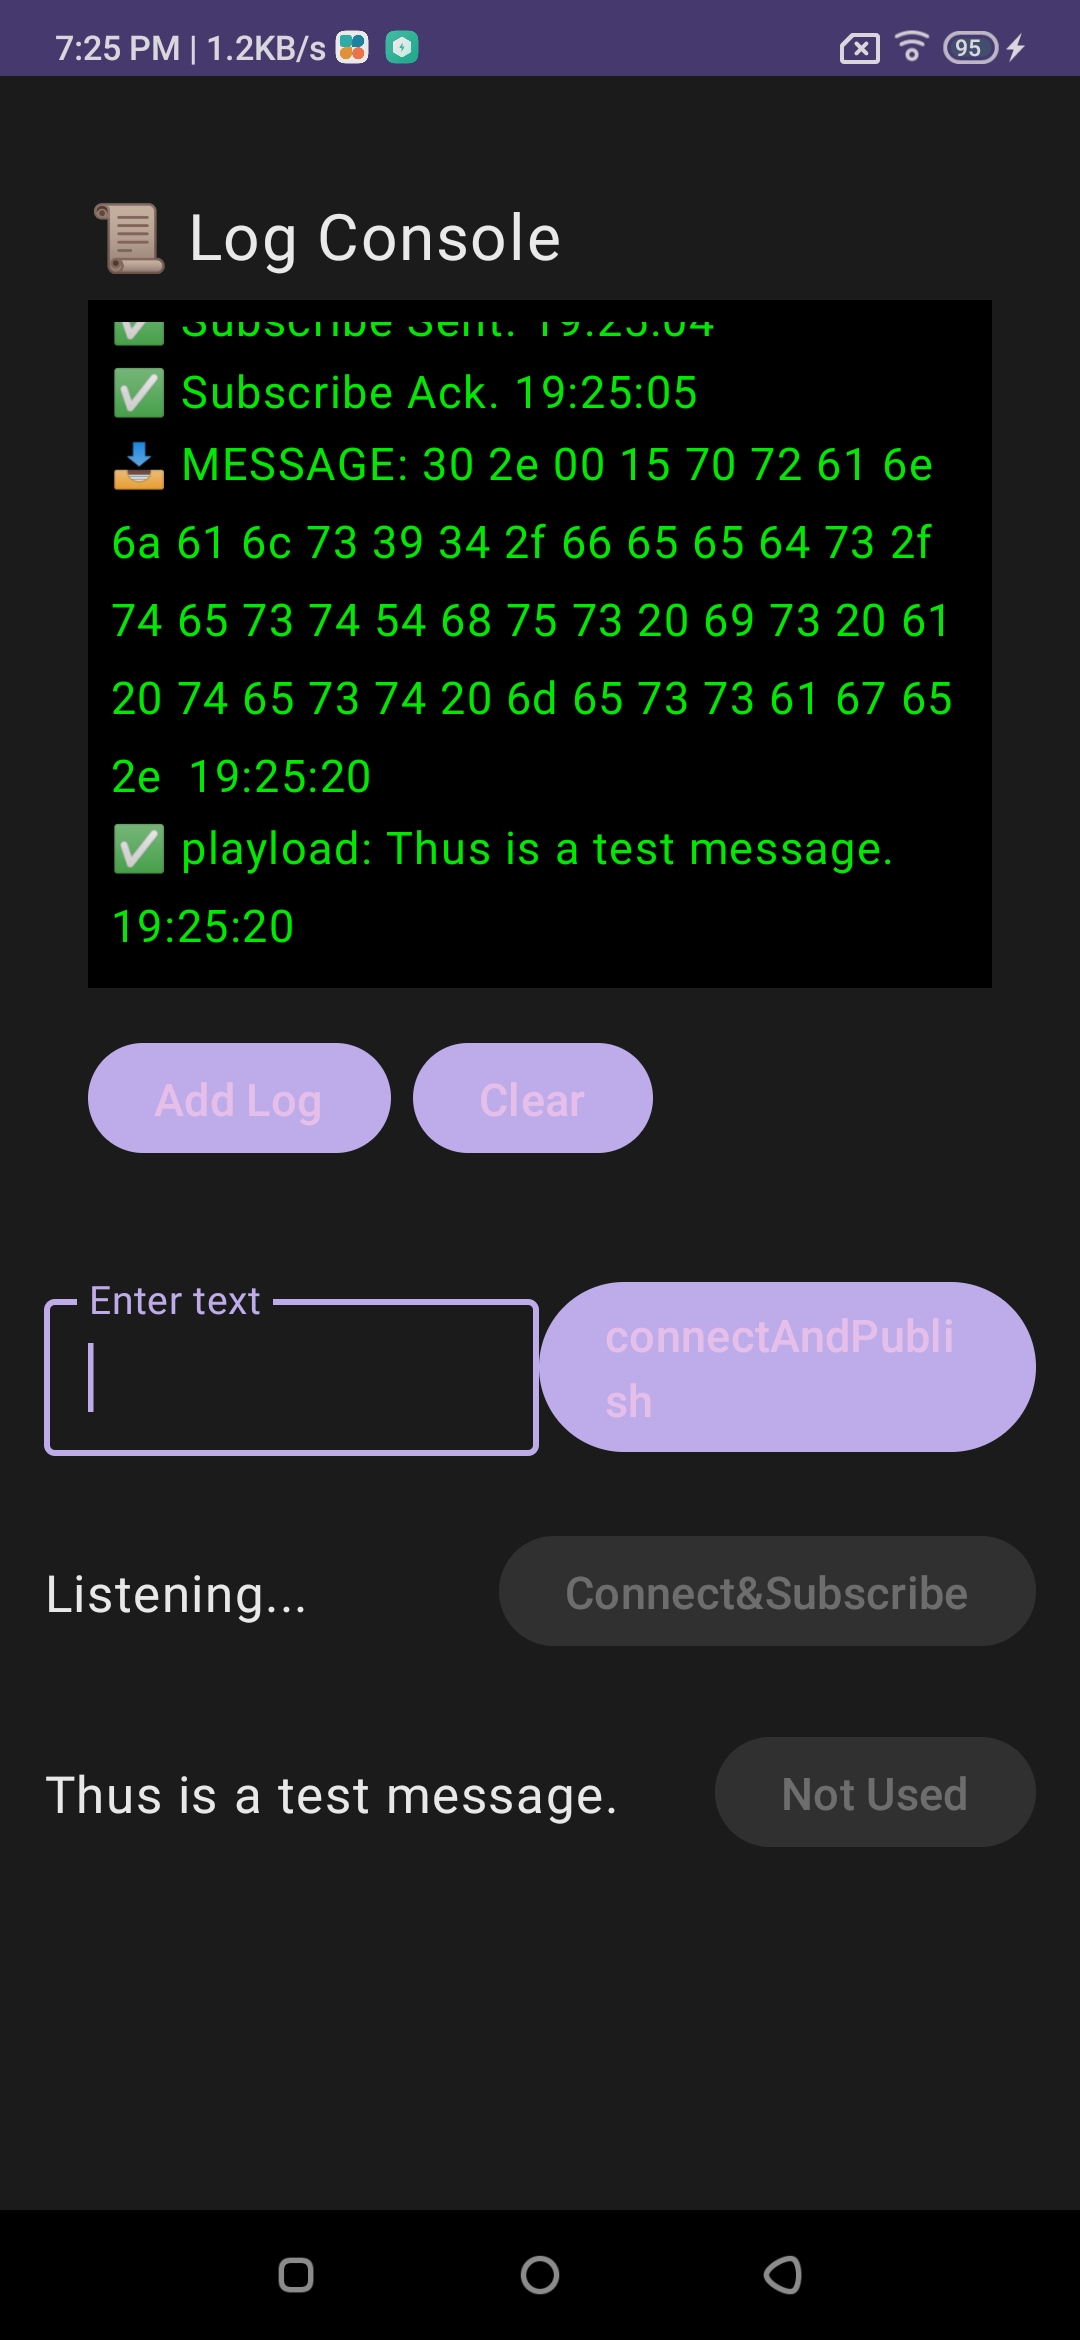 7:25 PM | 1.2KB/s
95
Log Console
Subscribe Sent. 19:25:04
Subscribe Ack. 19:25:05
MESSAGE: 30 2e 00 15 70 72 61 6e
6a 61 6c 73 39 34 2f 66 65 65 64 73 2f
74 65 73 74 54 68 75 73 20 69 73 20 61
20 74 65 73 74 20 6d 65 73 73 61 67 65
2e 19:25:20
playload: Thus is a test message.
19:25:20
Add Log
Clear
Enter text
connectAndPubli
sh
Listening...
Connect&Subscribe
Thus is a test message.
Not Used